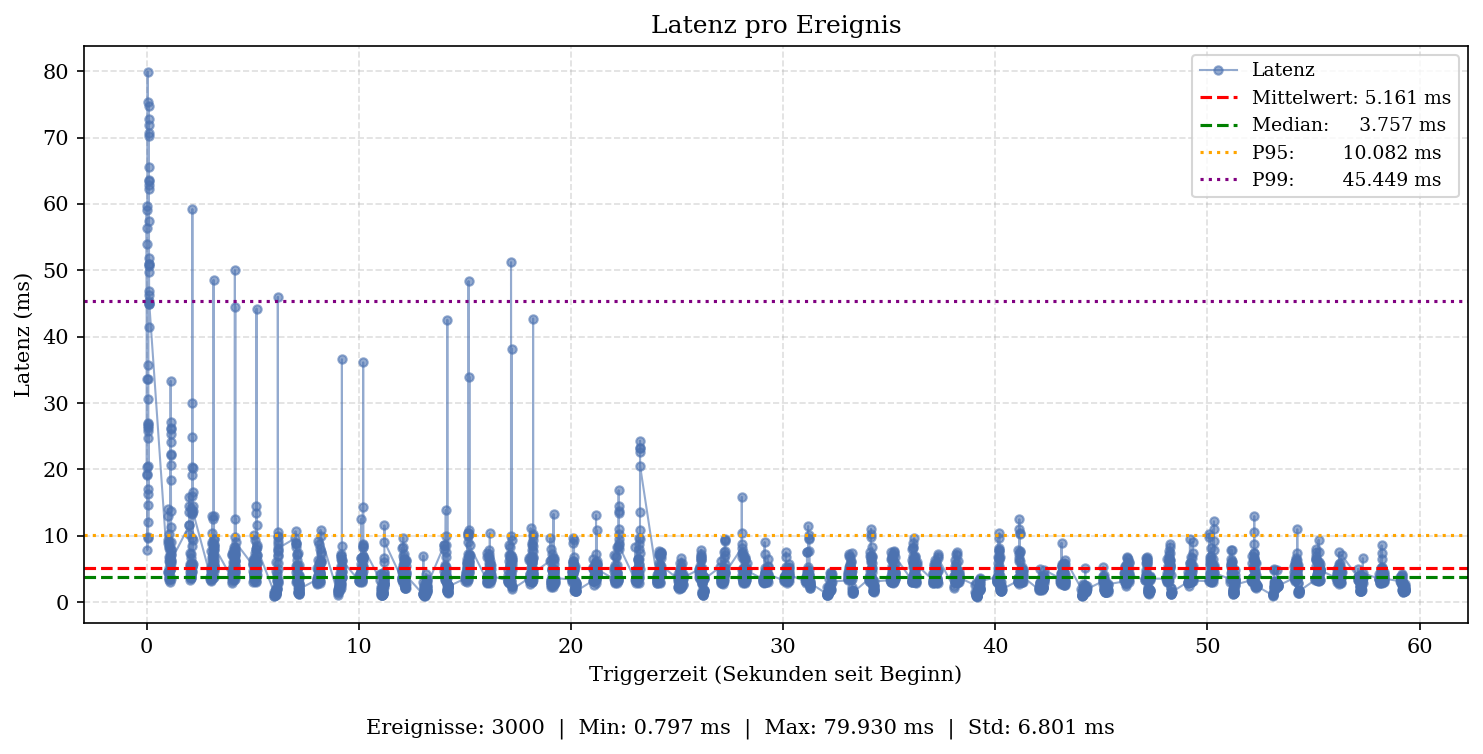 Latenz pro Ereignis
Latenz (ms)
80
70
60
50
40
30
20
10
0
Latenz
Mittelwert: 5.161 ms
Median: 3.757 ms
P95: 10.082 ms
P99: 45.449 ms
0 10 20 30 40 50 60
Triggerzeit (Sekunden seit Beginn)
Ereignisse: 3000 | Min: 0.797 ms | Max: 79.930 ms | Std: 6.801 ms